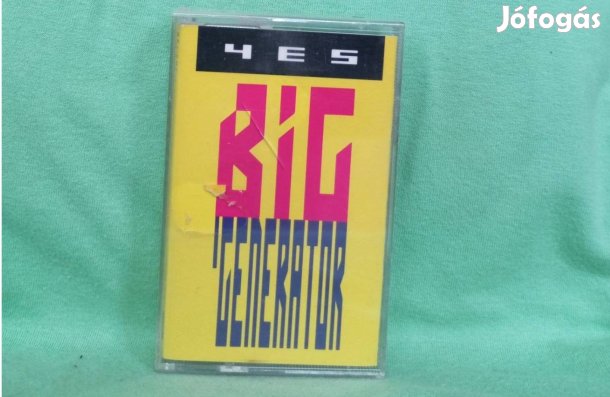 Jófogás
YES
BIG
GENERATOR